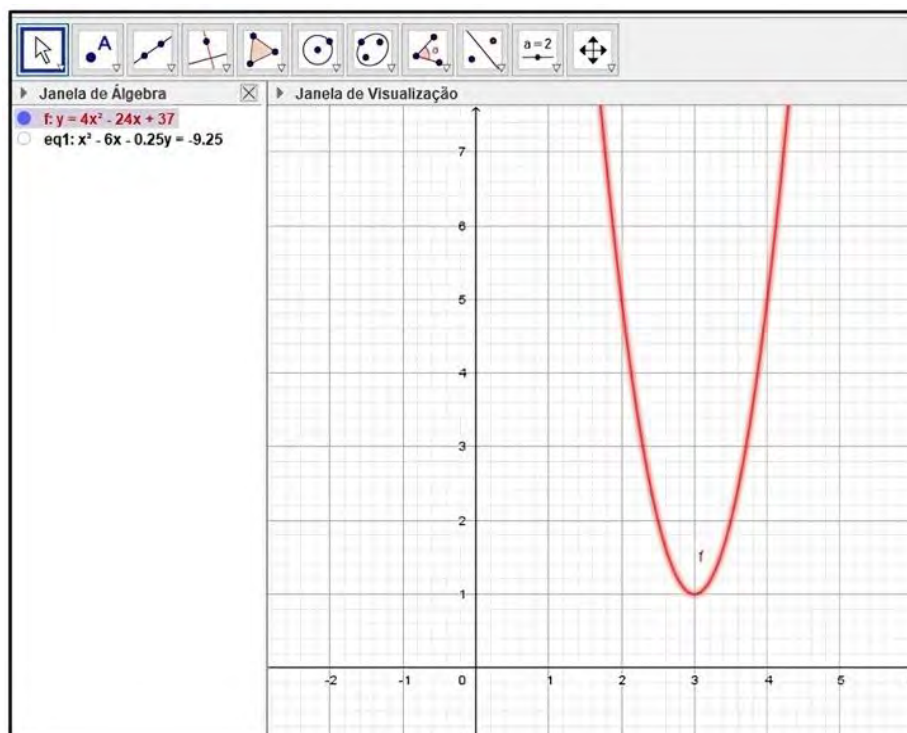 A
α
a=2
Janela de Álgebra
Janela de Visualização
f: y = 4x² - 24x + 37
eq1: x² - 6x - 0.25y = -9.25
7
6
5
4
3
2
f
1
-2 -1 0 1 2 3 4 5